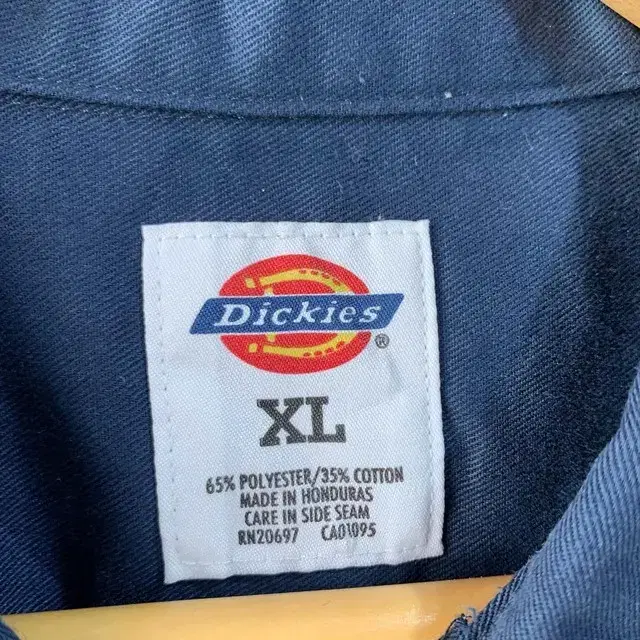 Dickies
®
XL
65% POLYESTER/35% COTTON
MADE IN HONDURAS
CARE IN SIDE SEAM
RN20697 CA01095